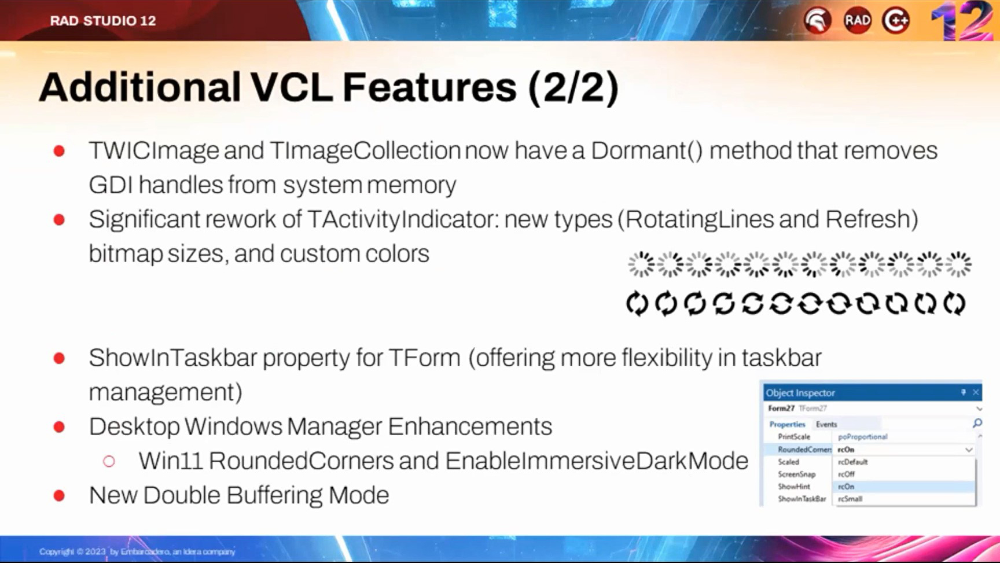 RAD STUDIO 12
RAD
C++
12
Additional VCL Features (2/2)
TWICImage and TImageCollection now have a Dormant() method that removes
GDI handles from system memory
Significant rework of TActivityIndicator: new types (RotatingLines and Refresh)
bitmap sizes, and custom colors
ShowInTaskbar property for TForm (offering more flexibility in taskbar
management)
Desktop Windows Manager Enhancements
Win11 RoundedCorners and EnableImmersiveDarkMode
New Double Buffering Mode
Object Inspector
Form27 TForm27
Properties Events
PrintScale poProportional
RoundedCorners rcOn
Scaled rcDefault
ScreenSnap rcOff
ShowHint rcOn
ShowInTaskBar rcSmall
Copyright © 2023 by Embarcadero, an Idera company